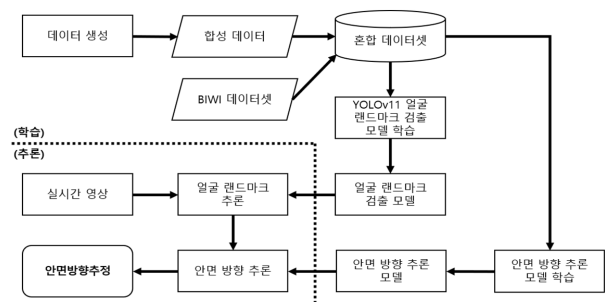 데이터 생성
합성 데이터
혼합 데이터셋
BIWI 데이터셋
YOLOv11 얼굴
랜드마크 검출
모델 학습
(학습)
(추론)
실시간 영상
얼굴 랜드마크
추론
얼굴 랜드마크
검출 모델
안면방향추정
안면 방향 추론
안면 방향 추론
모델
안면 방향 추론
모델 학습